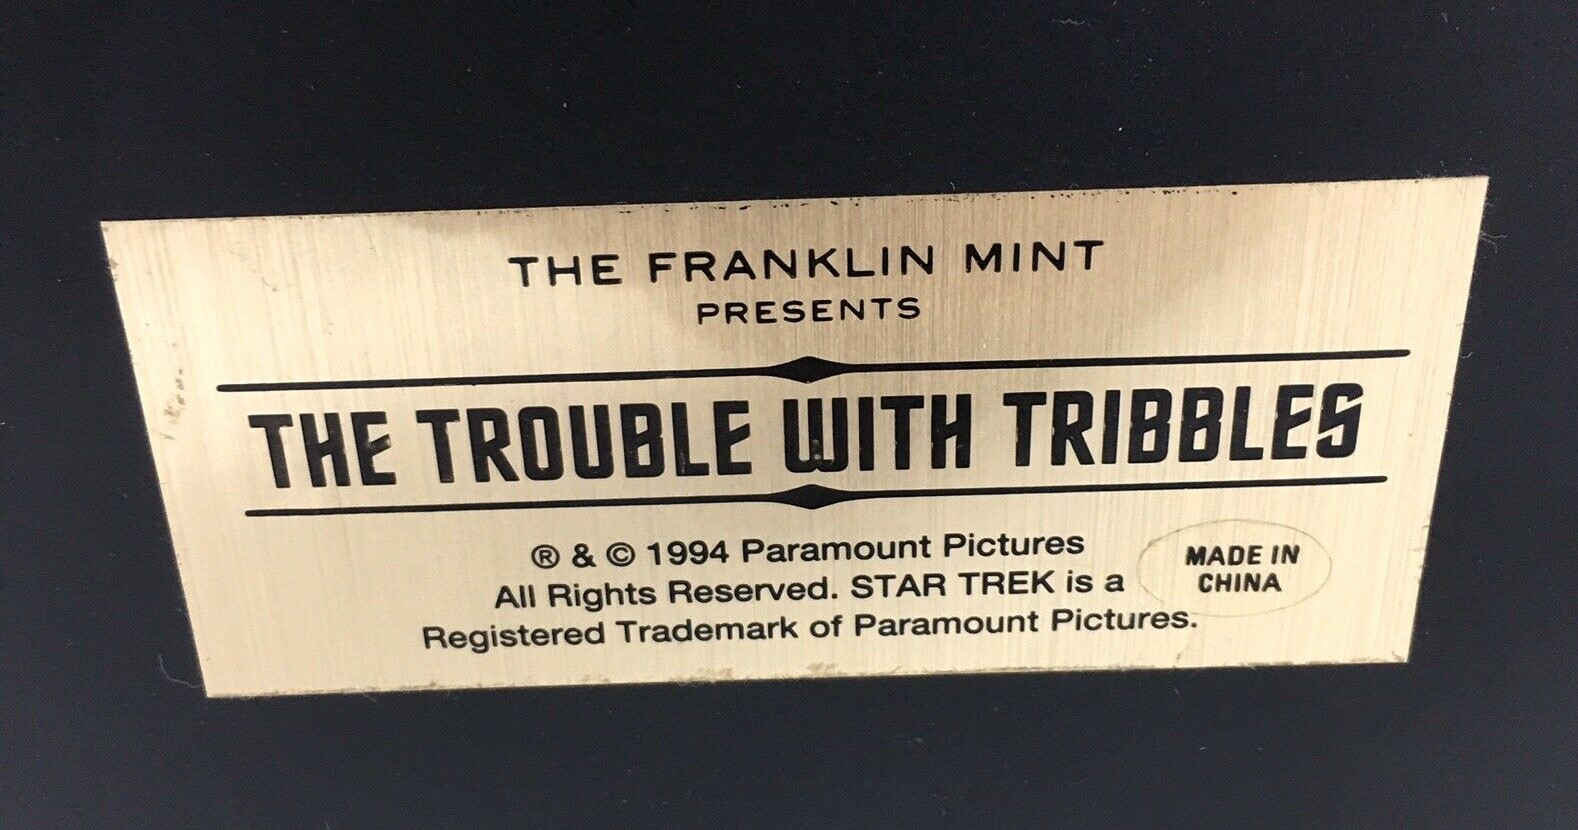 THE FRANKLIN MINT
PRESENTS
THE TROUBLE WITH TRIBBLES
® & © 1994 Paramount Pictures
All Rights Reserved. STAR TREK is a
Registered Trademark of Paramount Pictures.
MADE IN
CHINA